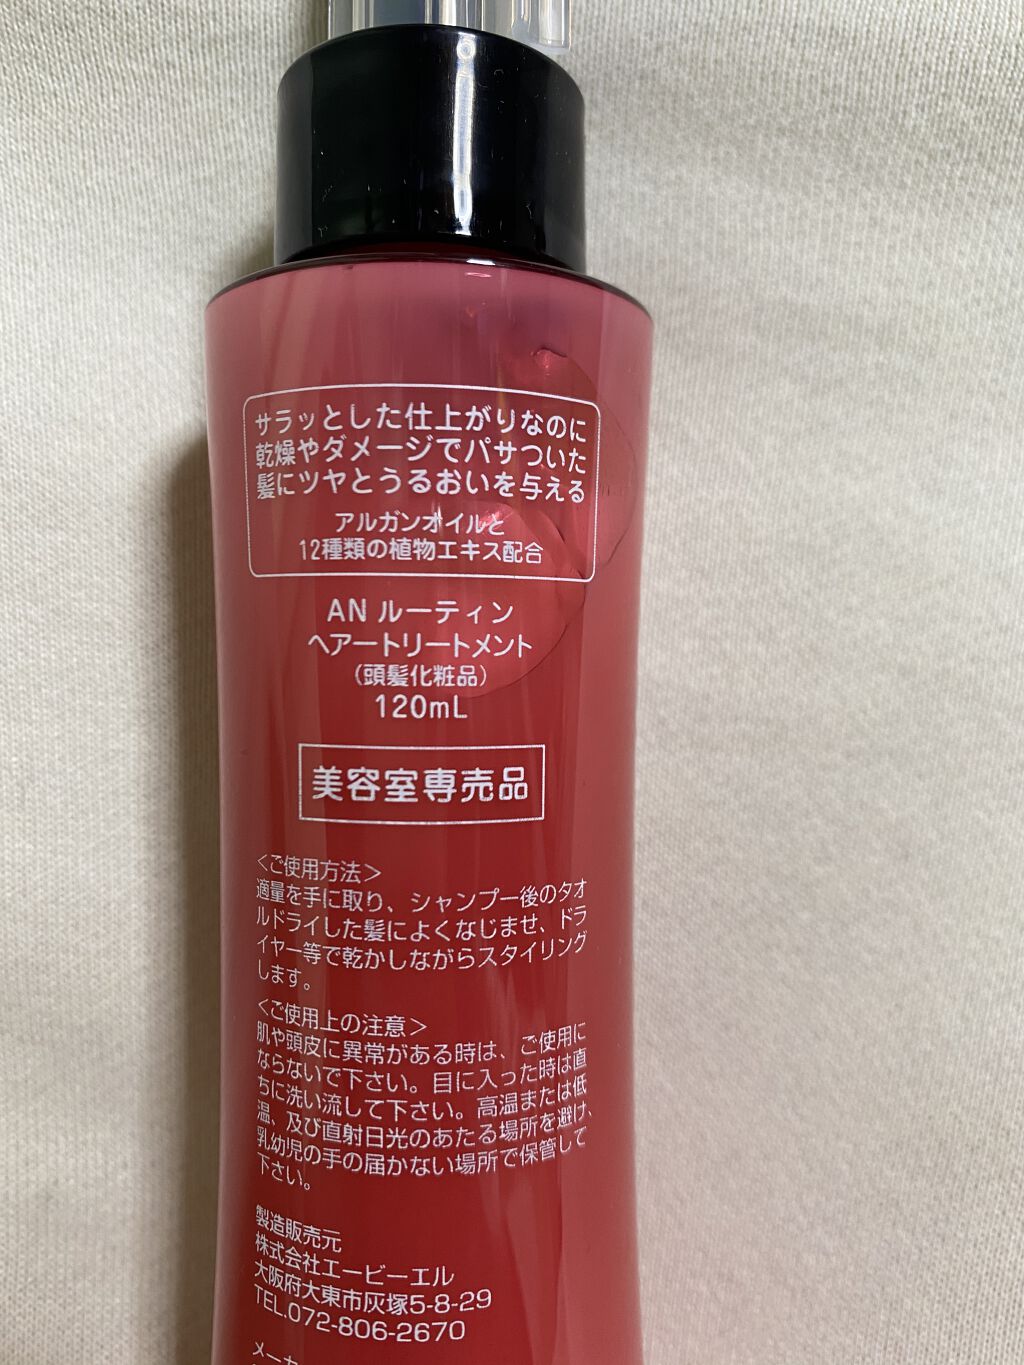 サラッとした仕上がりなのに
乾燥やダメージでパサついた
髪にツヤとうるおいを与える
アルガンオイルと
12種類の植物エキス配合
AN ルーティン
ヘアートリートメント
(頭髪化粧品)
120mL
美容室専売品
<ご使用方法>
適量を手に取り、シャンプー後のタオ
ルドライした髪によくなじませ、ドラ
イヤー等で乾かしながらスタイリング
します。
<ご使用上の注意>
肌や頭皮に異常がある時は、ご使用に
ならないで下さい。目に入った時は直
ちに洗い流して下さい。高温または低
温、及び直射日光のあたる場所を避け、
乳幼児の手の届かない場所で保管して
下さい。
製造販売元
株式会社エービーエル
大阪府大東市灰塚5-8-29
TEL.072-806-2670